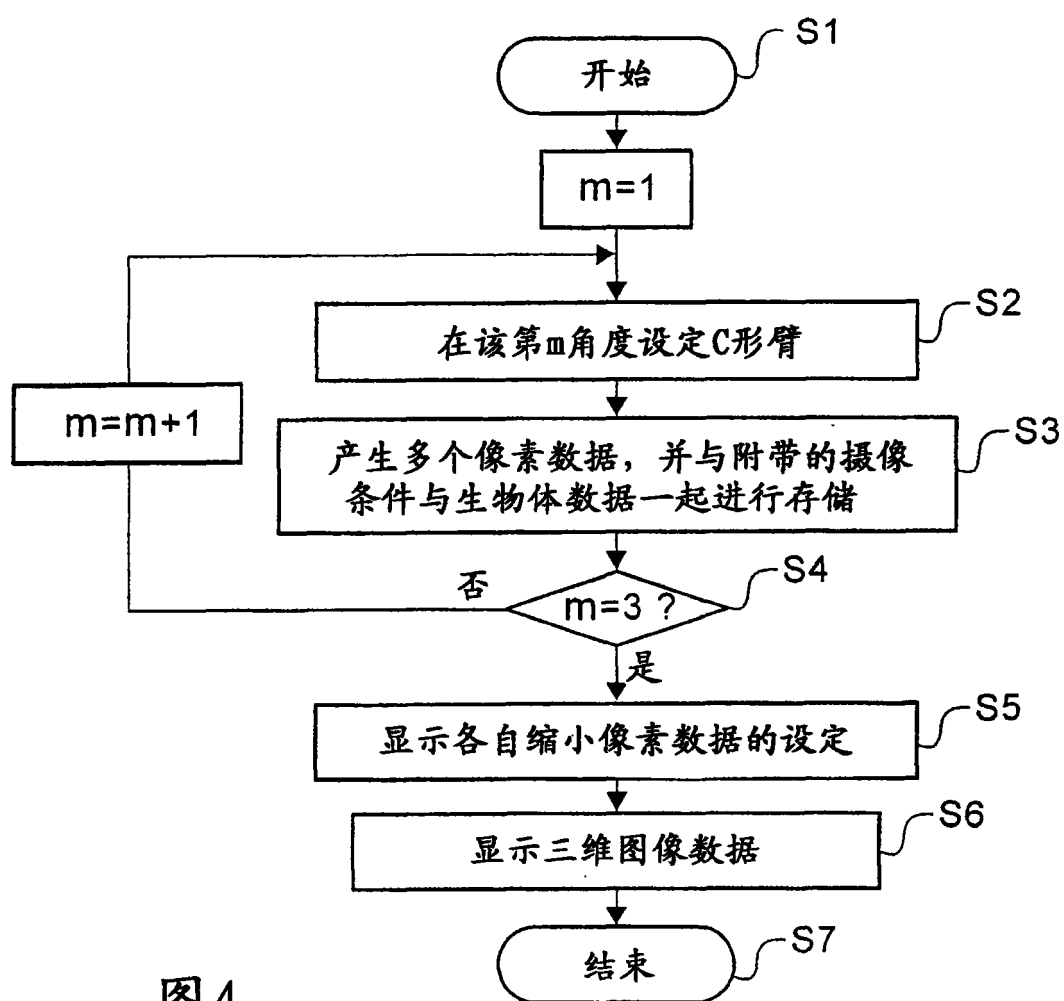 S1
开始
m=1
S2
在该第m角度设定C形臂
m=m+1
S3
产生多个像素数据，并与附带的摄像
条件与生物体数据一起进行存储
S4
否
m=3 ?
是
S5
显示各自缩小像素数据的设定
S6
显示三维图像数据
S7
结束
图4